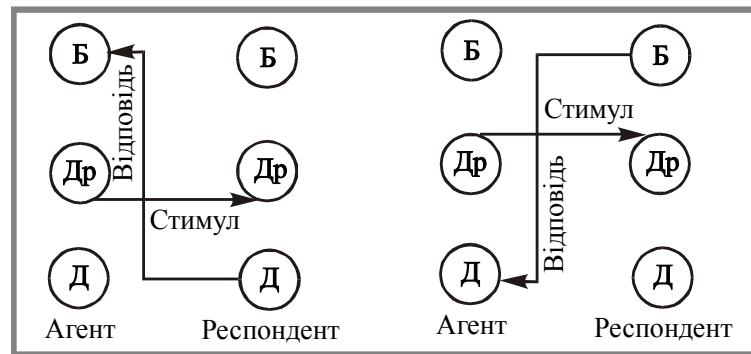 Б Б
Відповідь
Др Др
Стимул
Д Д
Агент Респондент
Б Б
Стимул
Др Др
Відповідь
Д Д
Агент Респондент